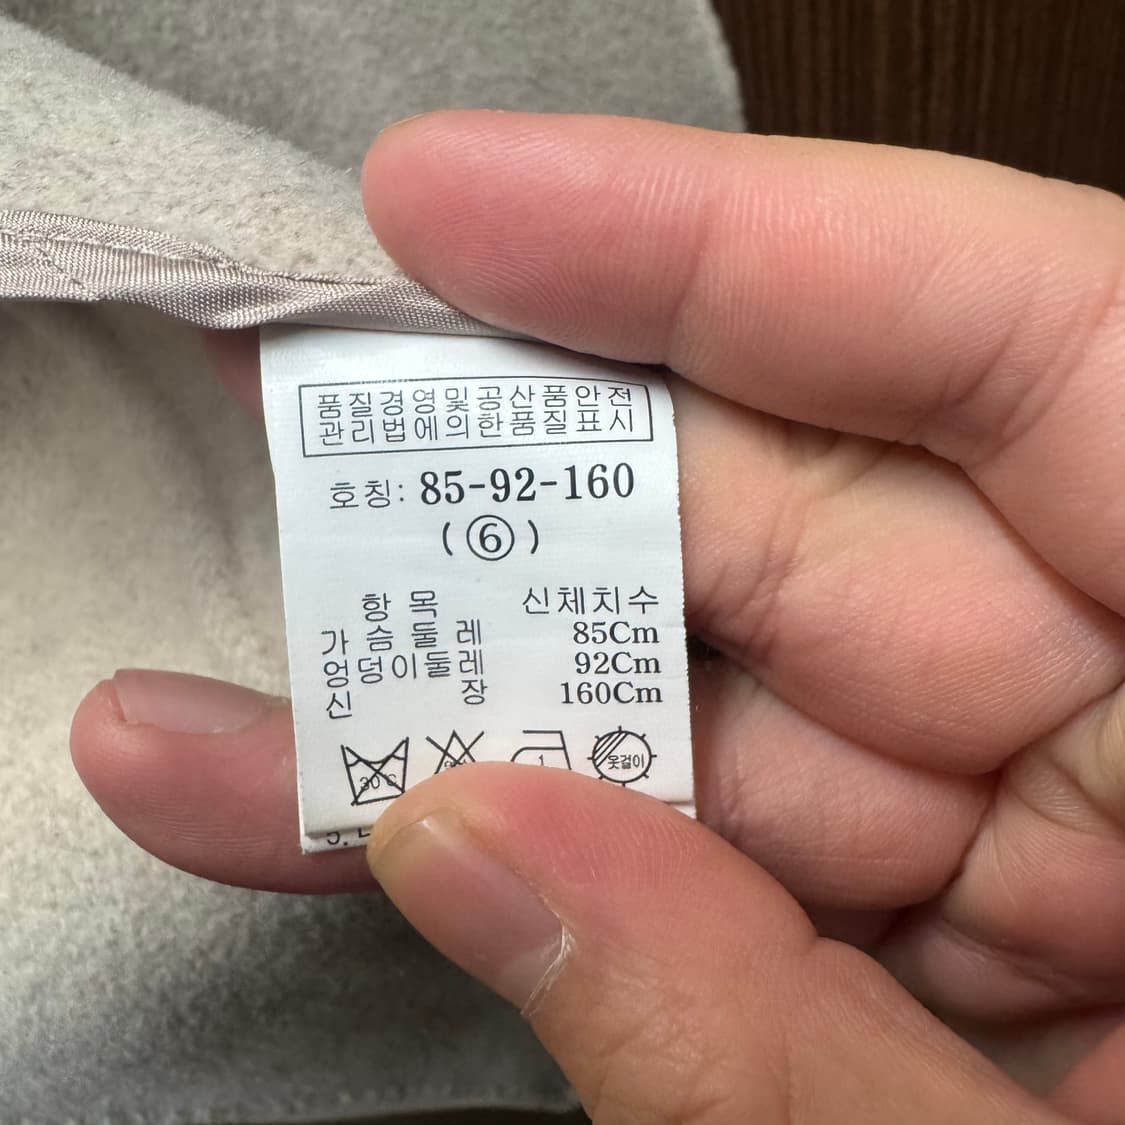 품질경영및공산품안전
관리법에의한품질표시
호칭: 85-92-160
(⑥)
항 목 신체치수
가슴둘레 85Cm
엉덩이둘레 92Cm
신 장 160Cm
30°C 1 옷걸이
5.